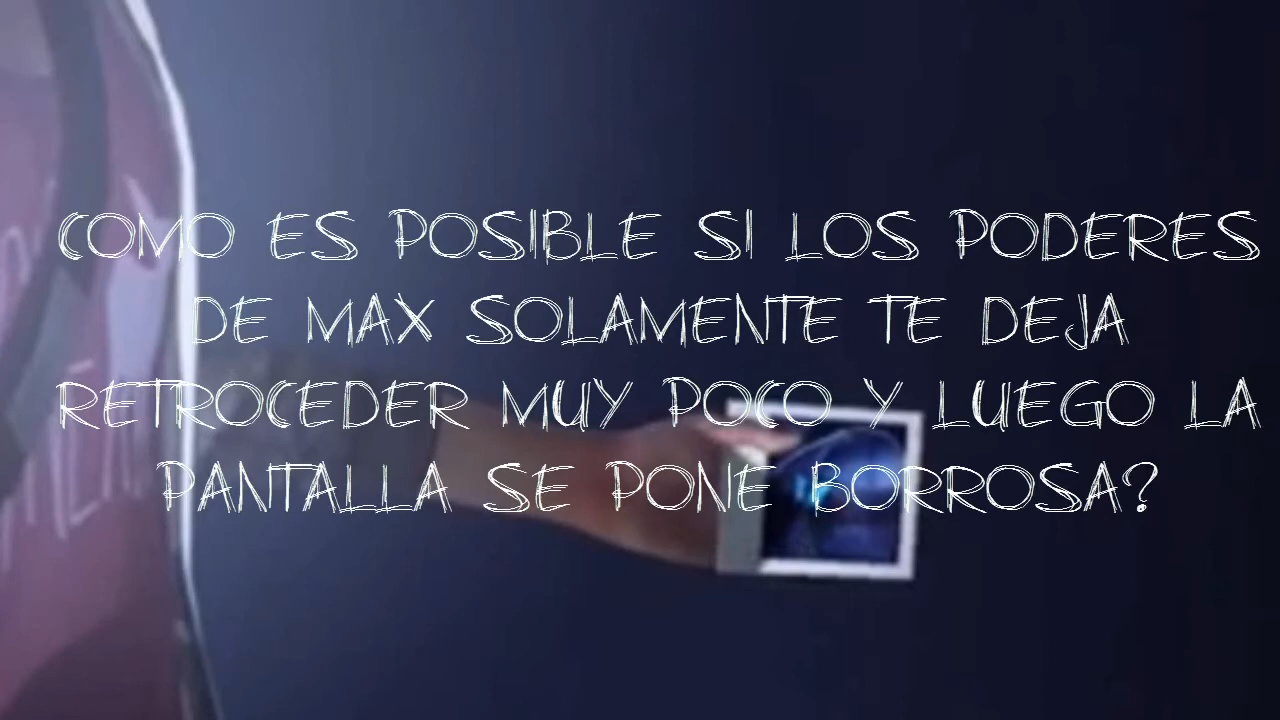 COMO ES POSIBLE SI LOS PODERES
DE MAX SOLAMENTE TE DEJA
RETROCEDER MUY POCO Y LUEGO LA
PANTALLA SE PONE BORROSA?